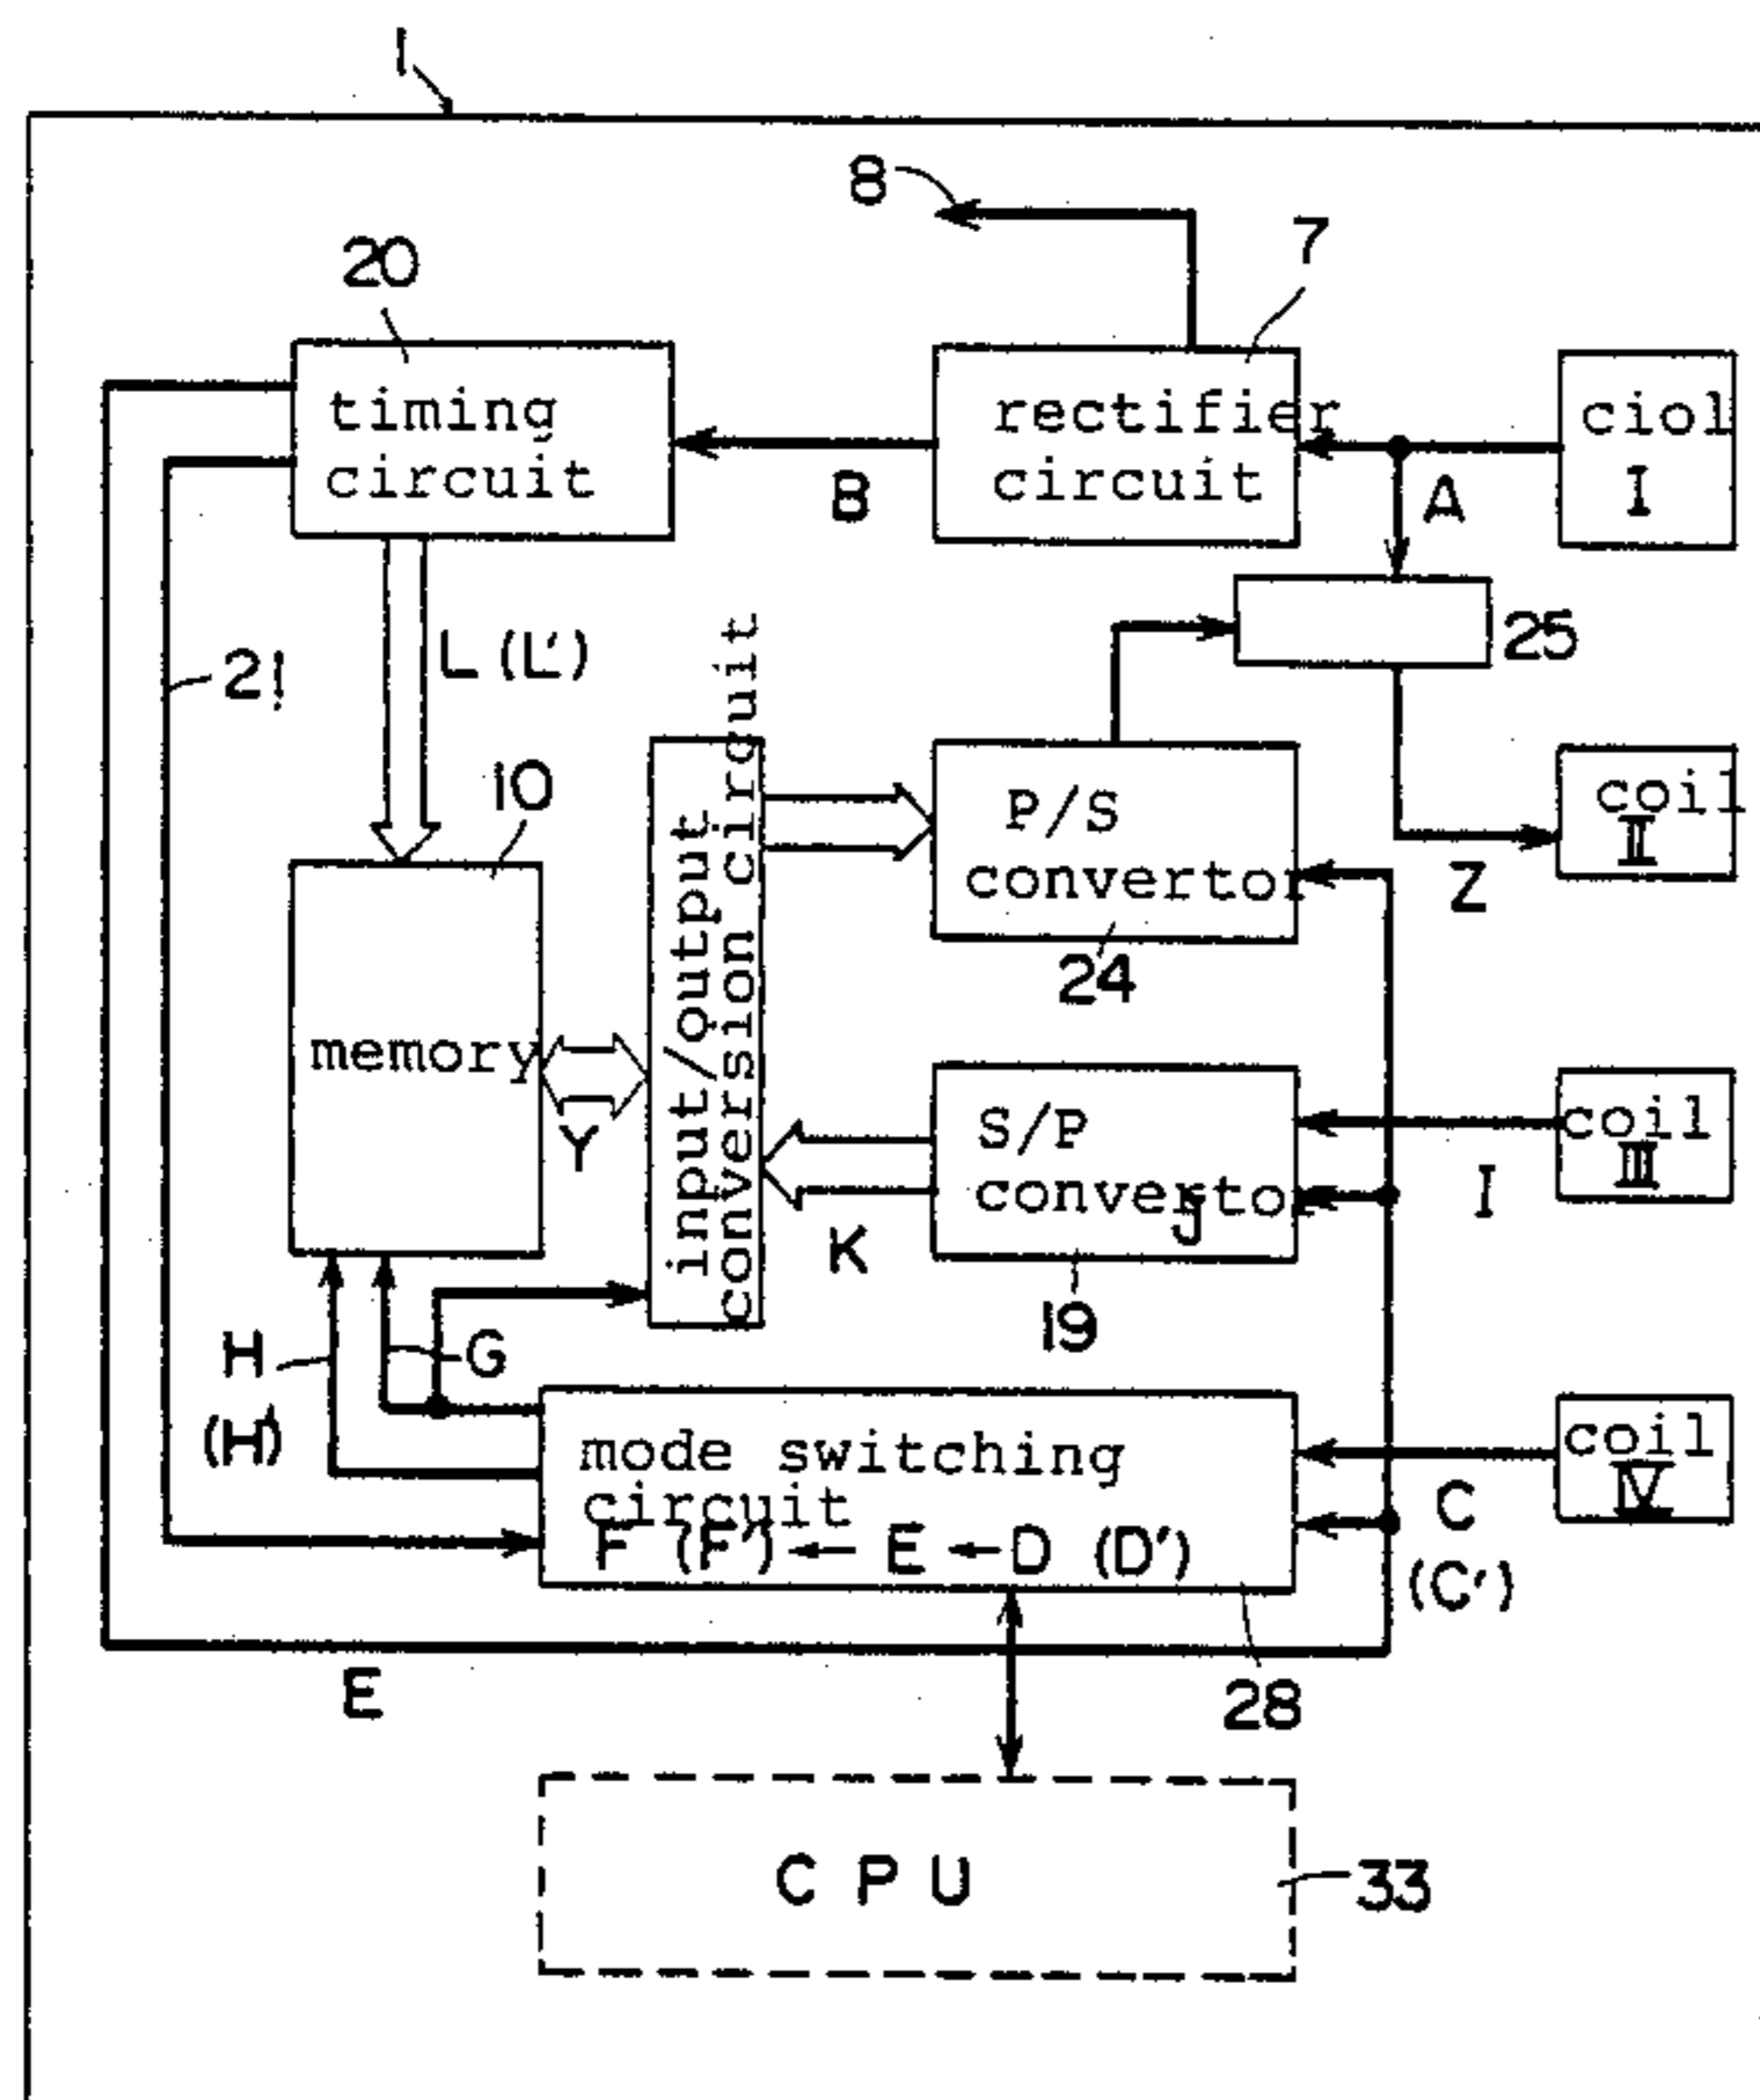 1
8
7
20
timing
circuit
rectifier
circuit
ciol
I
B
A
25
21
L (L')
10
input/output
conversion circuit
P/S
convertor
coil
II
Z
24
memory
Y
S/P
convertor
J
coil
III
I
K
19
H
(H')
G
mode switching
circuit
F (F') ← E ← D (D')
coil
IV
C
(C')
E
28
C P U
33